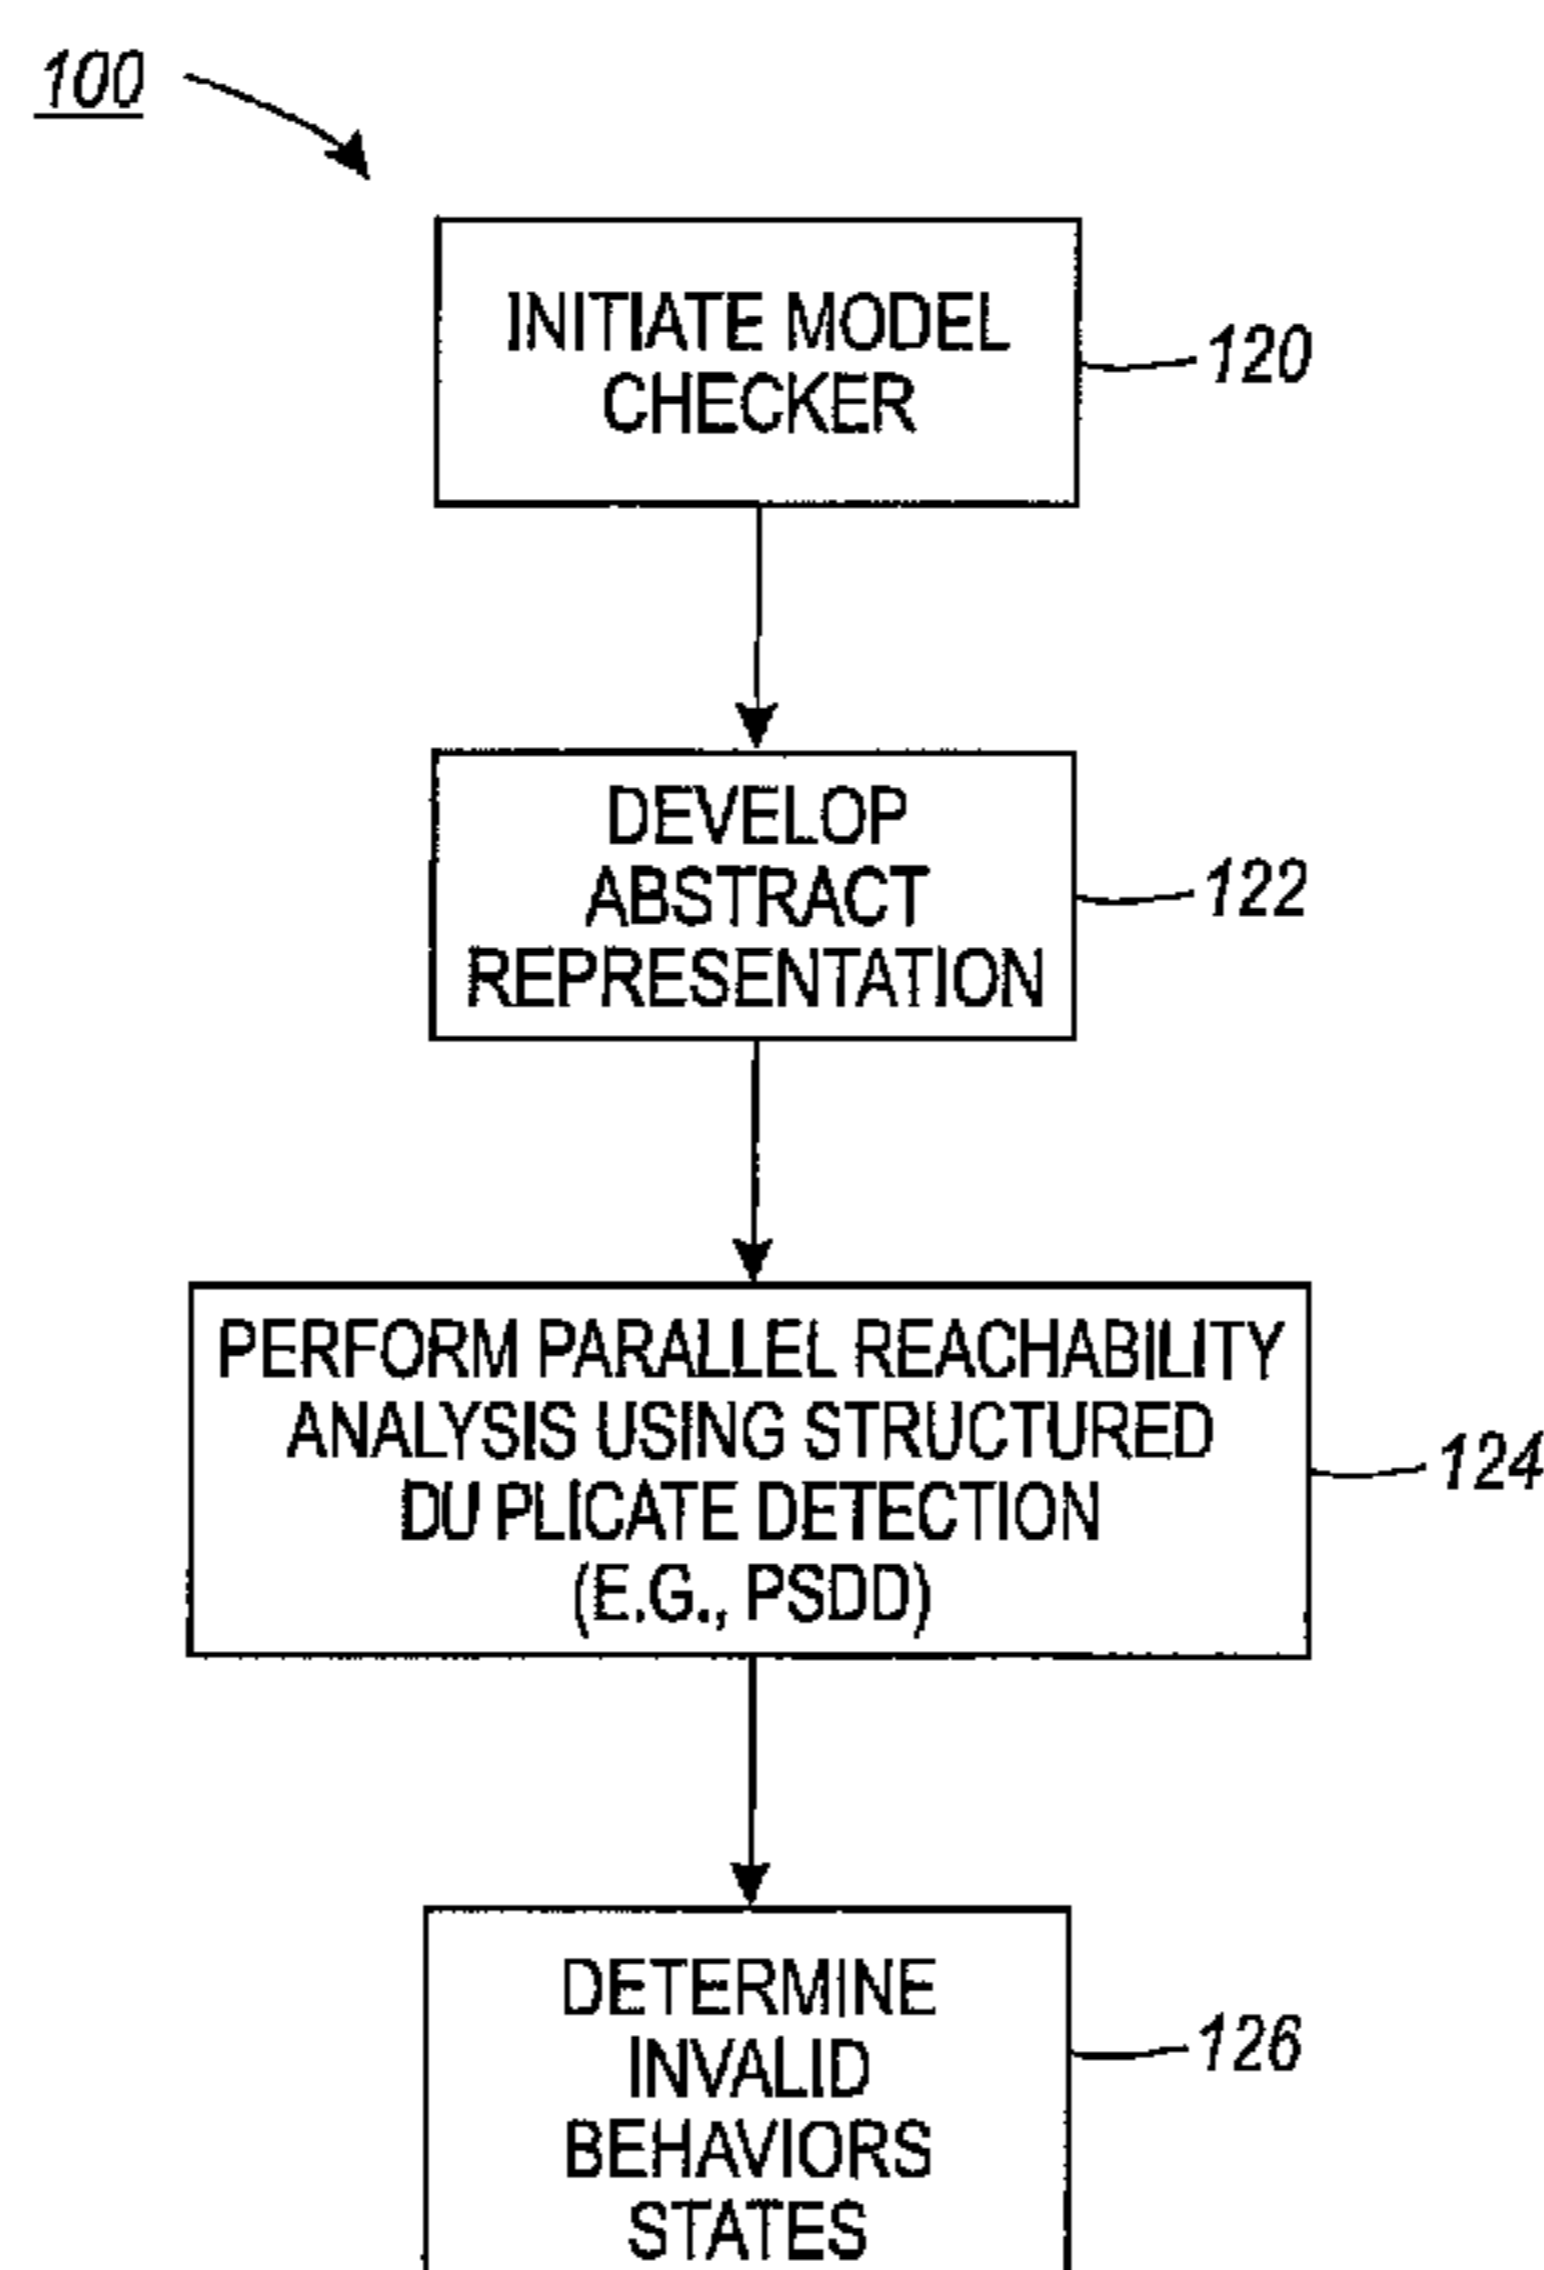 100
INITIATE MODEL
CHECKER
120
DEVELOP
ABSTRACT
REPRESENTATION
122
PERFORM PARALLEL REACHABILITY
ANALYSIS USING STRUCTURED
DU PLICATE DETECTION
(E.G., PSDD)
124
DETERMINE
INVALID
BEHAVIORS
STATES
126